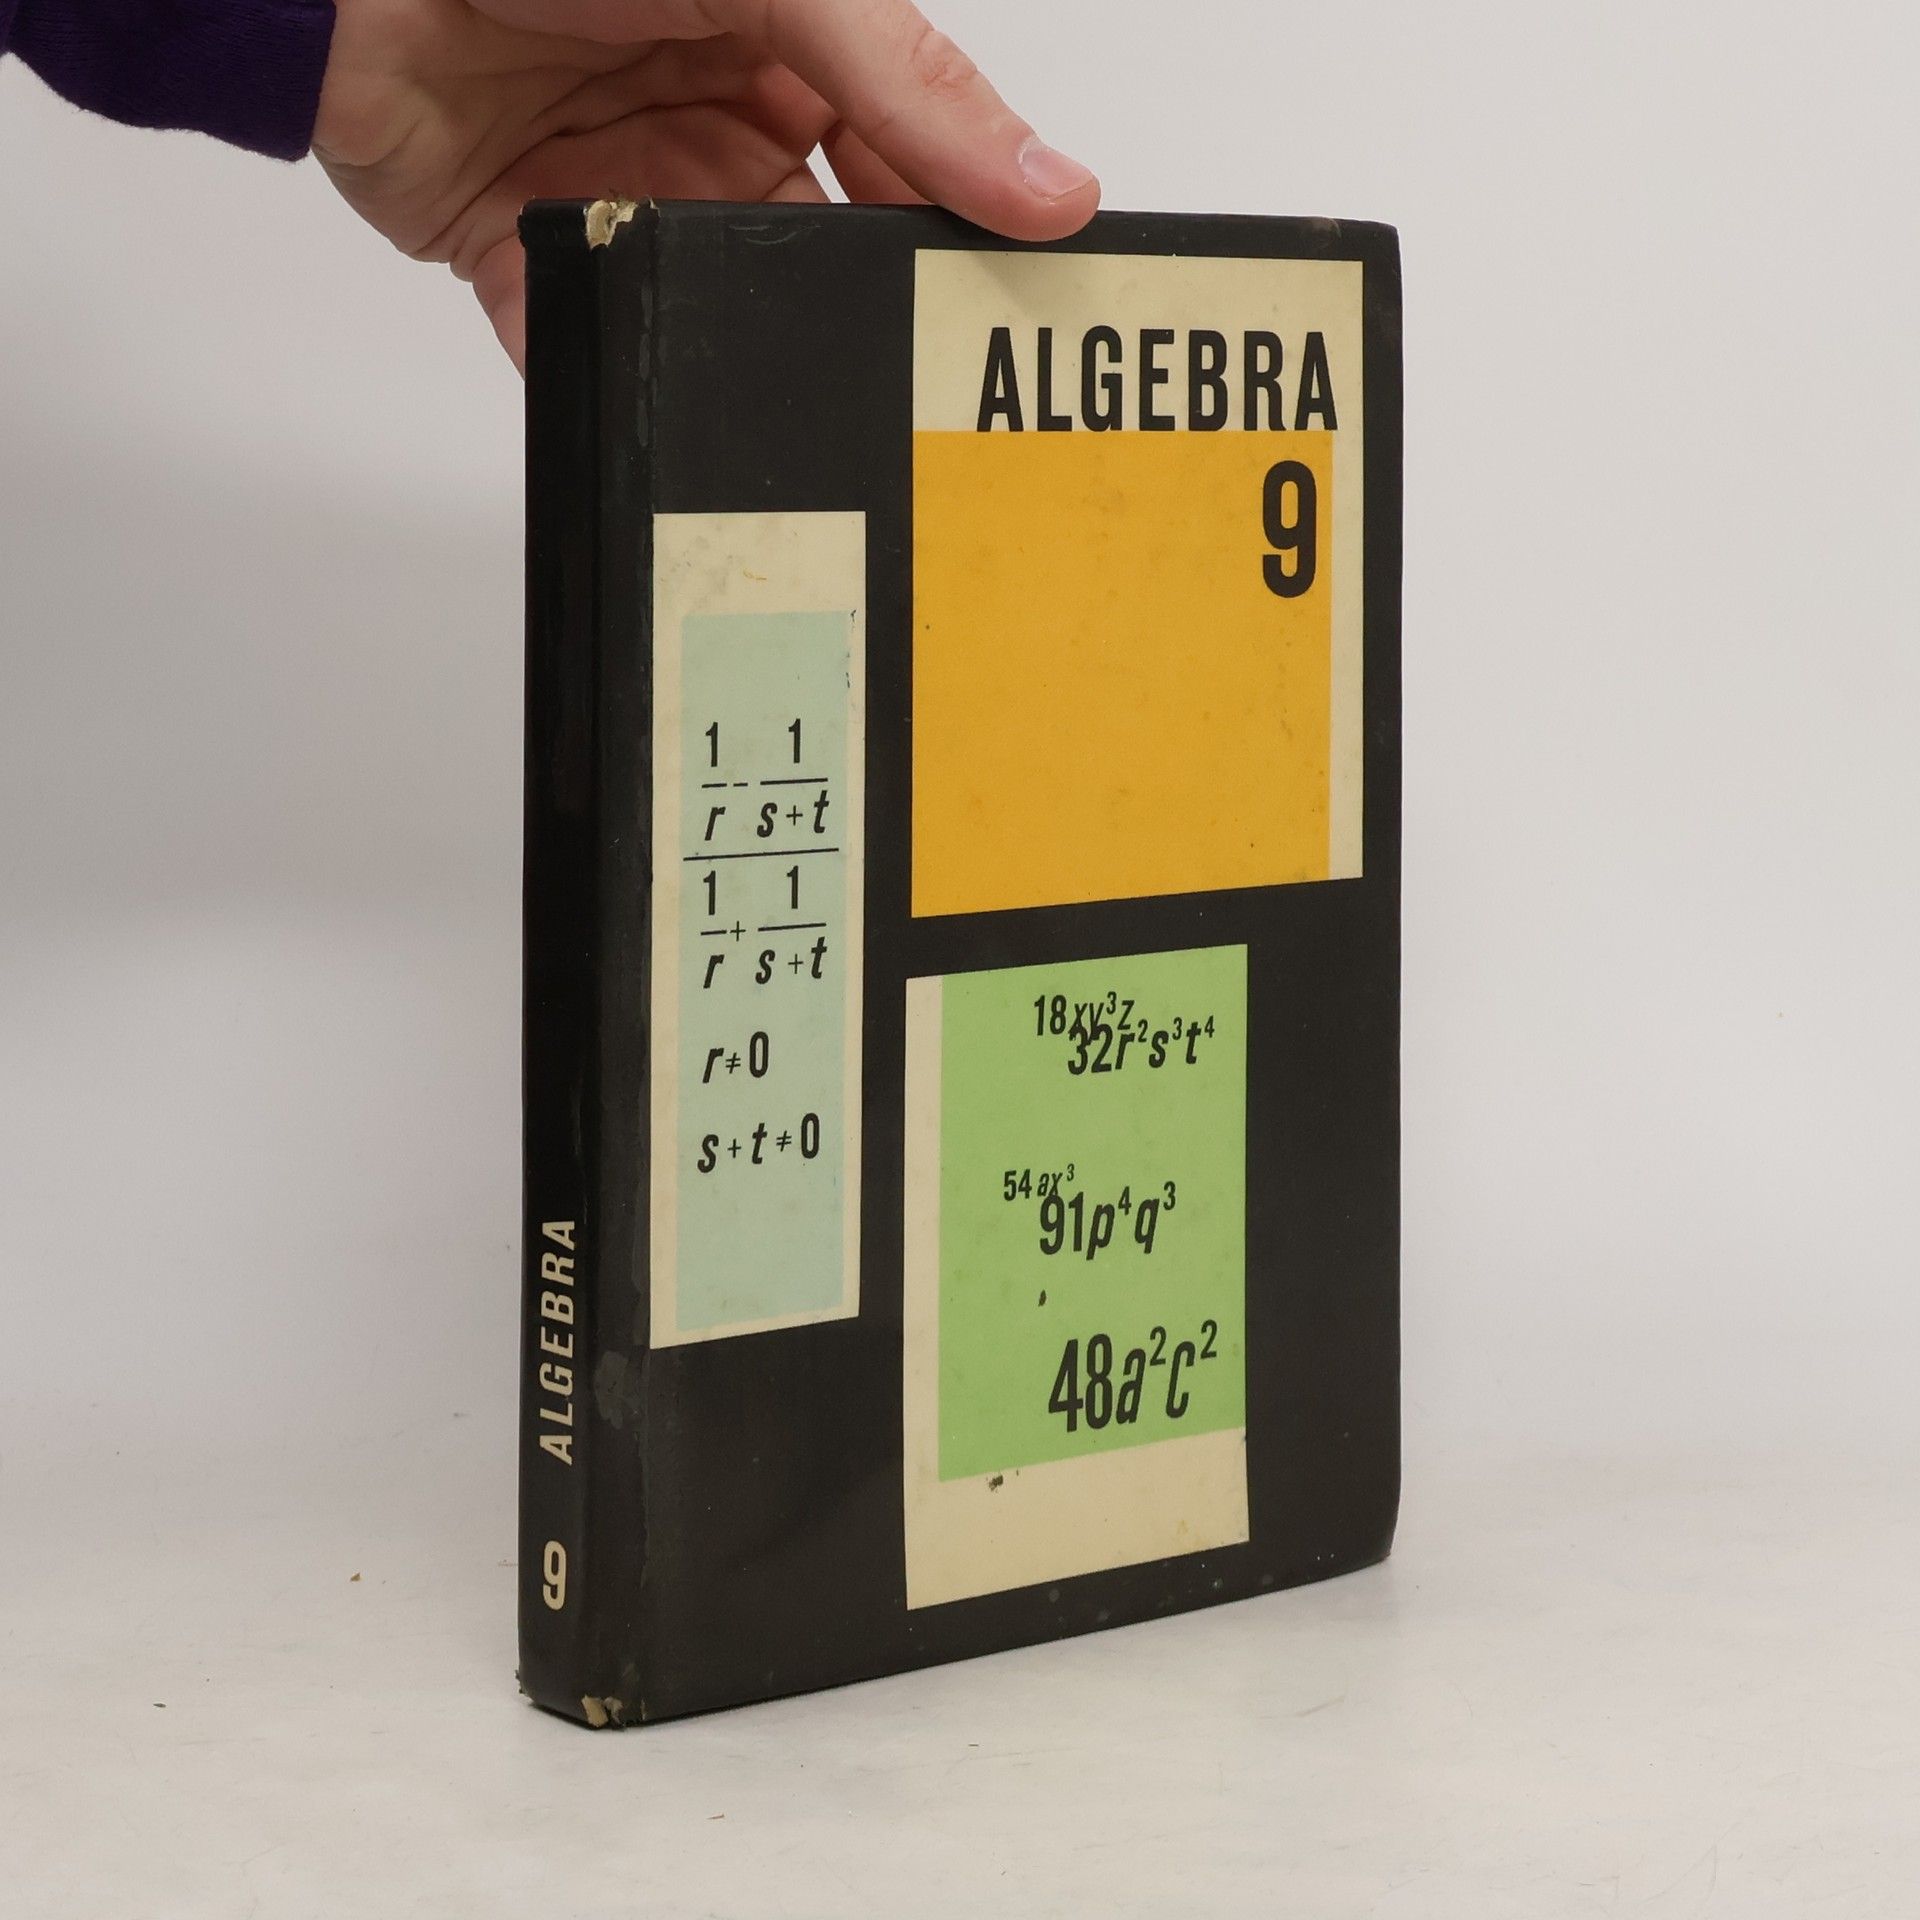 ALGEBRA
9
1/r - 1/(s+t)
1/r + 1/(s+t)
r≠0
s+t≠0
18xy³z
32r²s³t⁴
54ax³
91p⁴q³
48a²c²
ALGEBRA
9